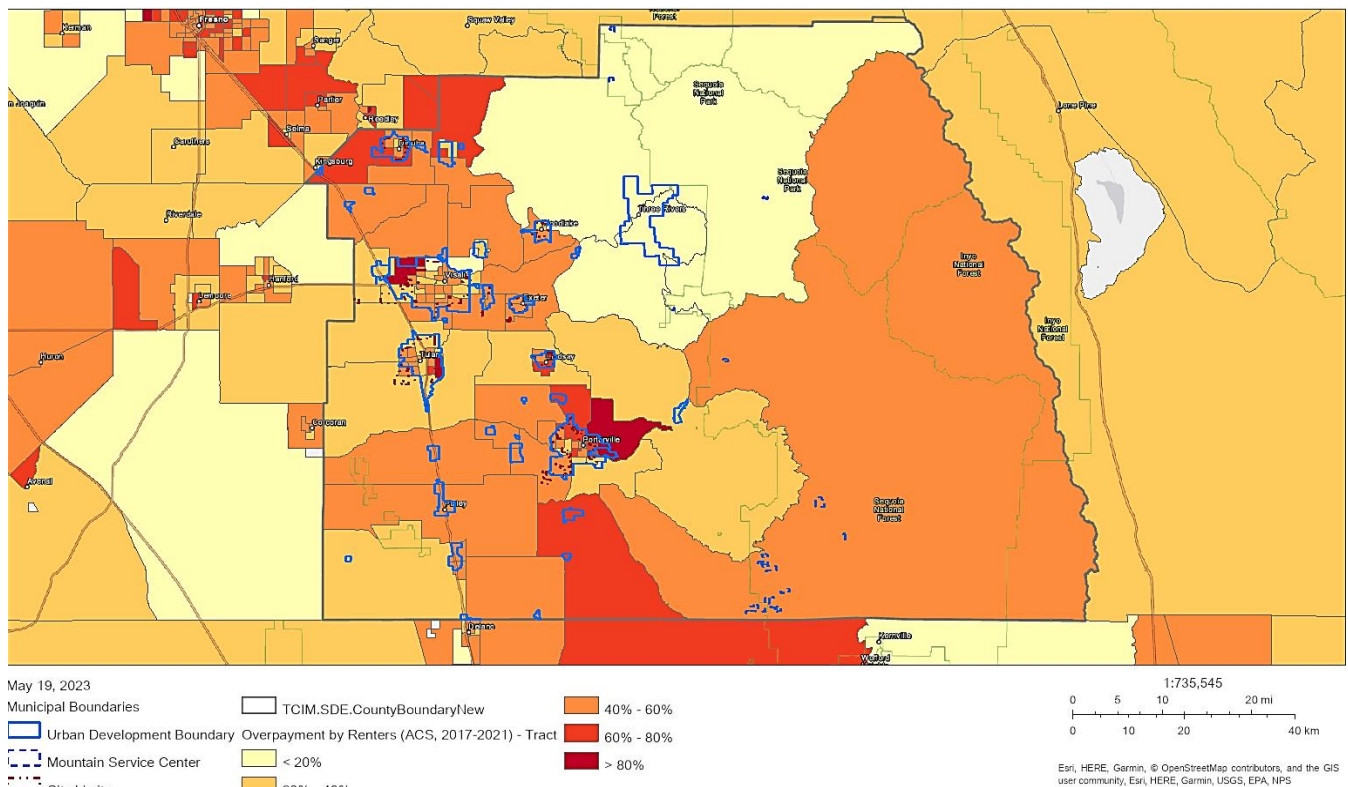 Fresno
Kerman
Squaw Valley
Forest
Sanger
Sequoia
National
Park
Lone Pine
Parlier
Reedley
Selma
Caruthers
Dinuba
Kingsburg
Sequoia
National
Park
Three Rivers
Riverdale
Woodlake
Inyo
National
Forest
Visalia
Hanford
Lemoore
Exeter
Inyo
National
Forest
Huron
Tulare
Lindsay
Corcoran
Porterville
Avenal
Pixley
Sequoia
National
Forest
Delano
Kernville
Wofford
May 19, 2023
Municipal Boundaries
Urban Development Boundary
Mountain Service Center
TCIM.SDE.CountyBoundaryNew
Overpayment by Renters (ACS, 2017-2021) - Tract
< 20%
40% - 60%
60% - 80%
> 80%
1:735,545
0 5 10 20 mi
0 10 20 40 km
Esri, HERE, Garmin, © OpenStreetMap contributors, and the GIS
user community, Esri, HERE, Garmin, USGS, EPA, NPS